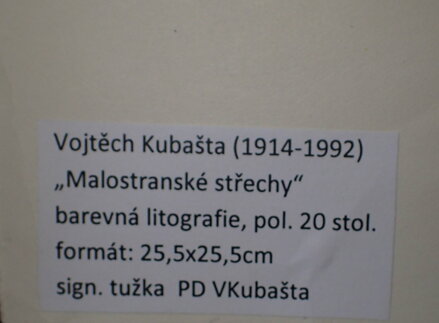 Vojtěch Kubašta (1914-1992)
„Malostranské střechy“
barevná litografie, pol. 20 stol.
formát: 25,5x25,5cm
sign. tužka  PD VKubašta